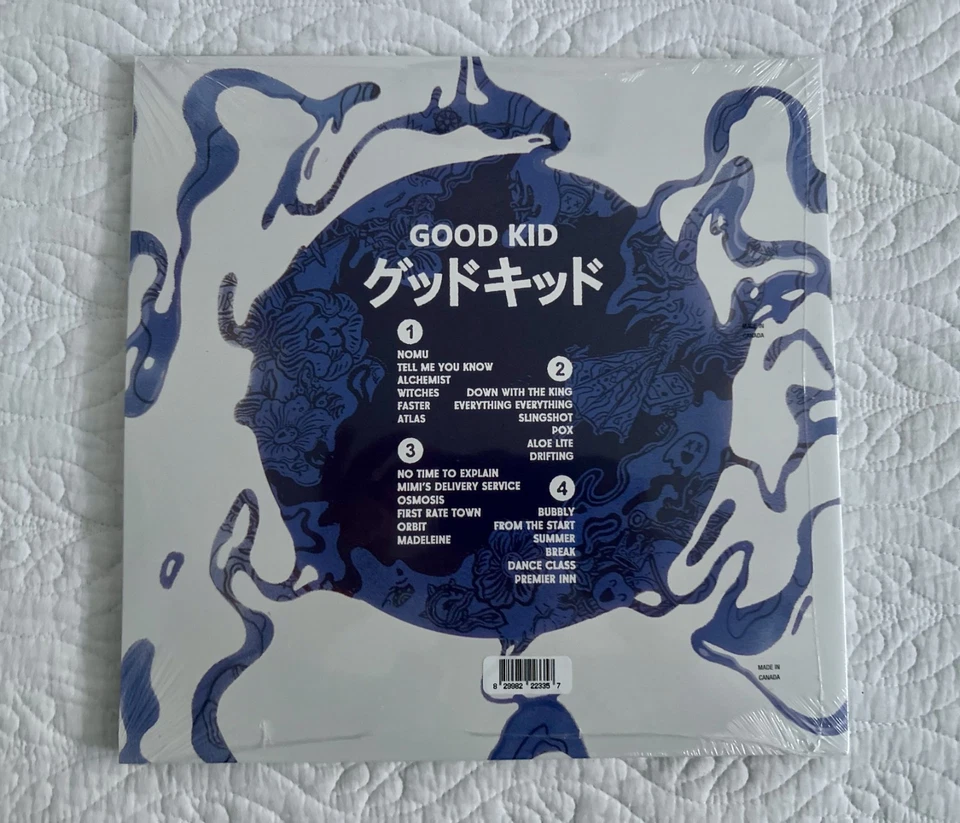 GOOD KID
グッドキッド
1
NOMU
TELL ME YOU KNOW
ALCHEMIST
WITCHES
FASTER
ATLAS
2
DOWN WITH THE KING
EVERYTHING EVERYTHING
SLINGSHOT
POX
ALOE LITE
DRIFTING
3
NO TIME TO EXPLAIN
MIMI'S DELIVERY SERVICE
OSMOSIS
FIRST RATE TOWN
ORBIT
MADELEINE
4
BUBBLY
FROM THE START
SUMMER
BREAK
DANCE CLASS
PREMIER INN
MADE IN
CANADA
8 29982 22335 7
MADE IN
CANADA